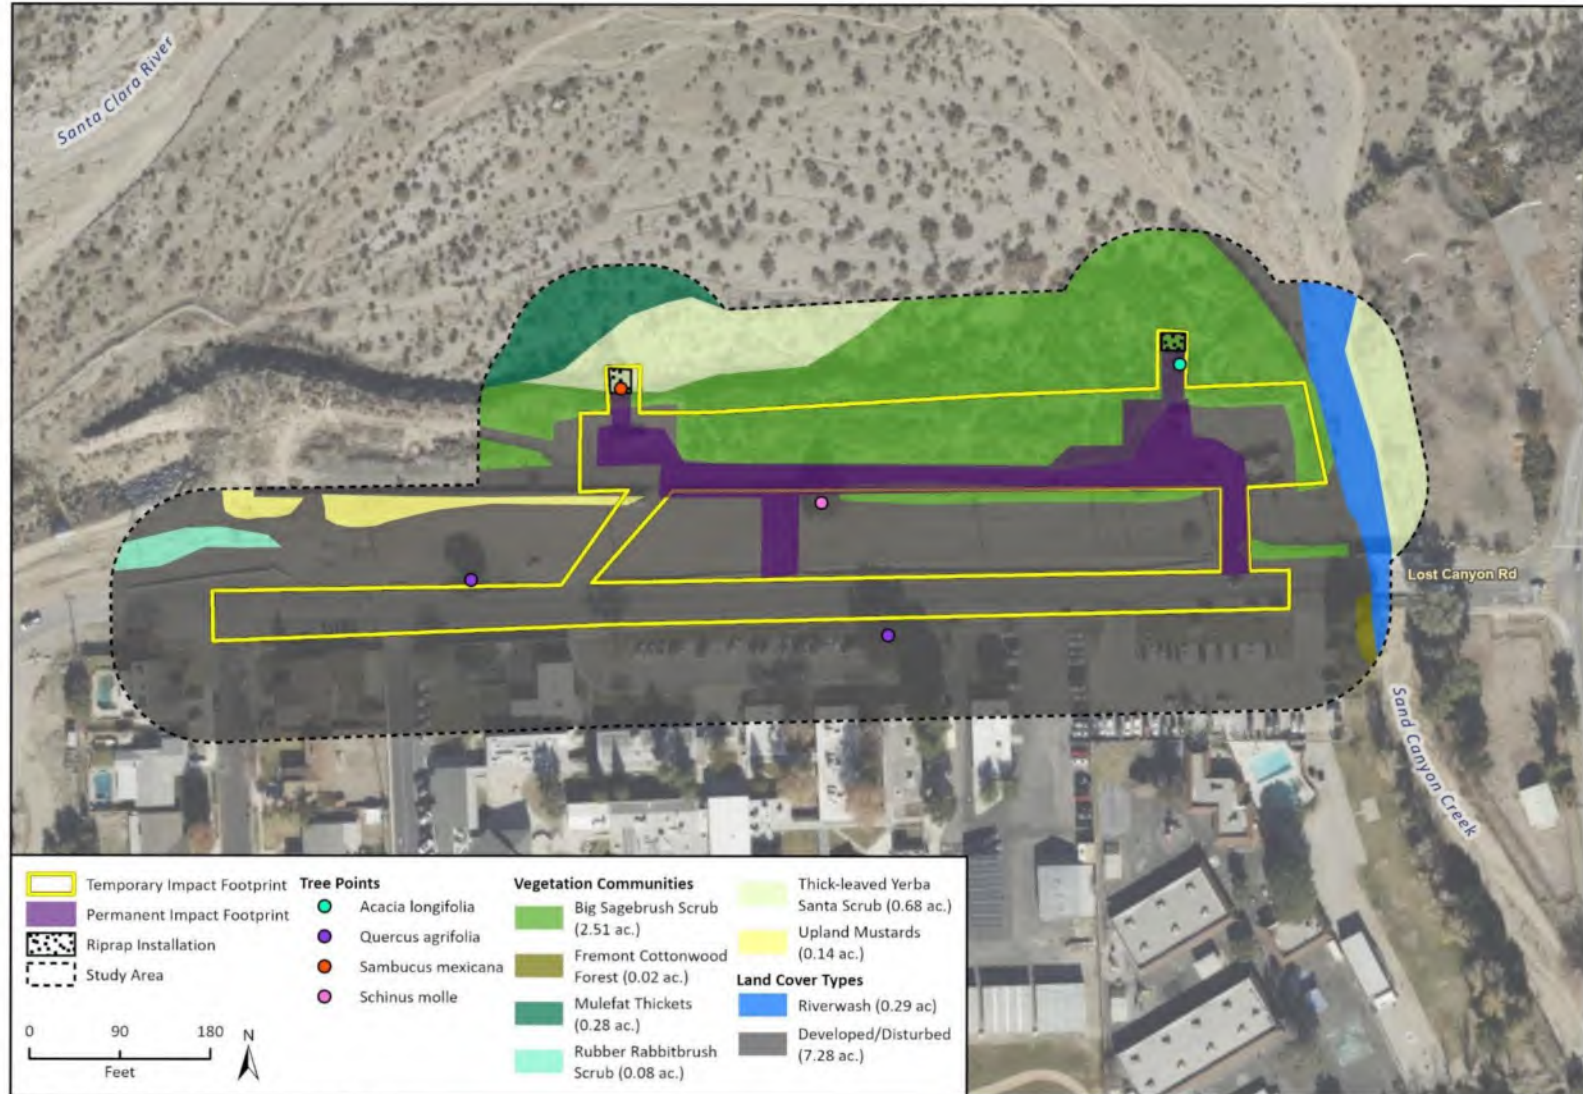 Santa Clara River
Lost Canyon Rd
Sand Canyon Creek
Temporary Impact Footprint
Permanent Impact Footprint
Riprap Installation
Study Area
0 90 180
Feet
N
Tree Points
Acacia longifolia
Quercus agrifolia
Sambucus mexicana
Schinus molle
Vegetation Communities
Big Sagebrush Scrub
(2.51 ac.)
Fremont Cottonwood
Forest (0.02 ac.)
Mulefat Thickets
(0.28 ac.)
Rubber Rabbitbrush
Scrub (0.08 ac.)
Thick-leaved Yerba
Santa Scrub (0.68 ac.)
Upland Mustards
(0.14 ac.)
Land Cover Types
Riverwash (0.29 ac)
Developed/Disturbed
(7.28 ac.)